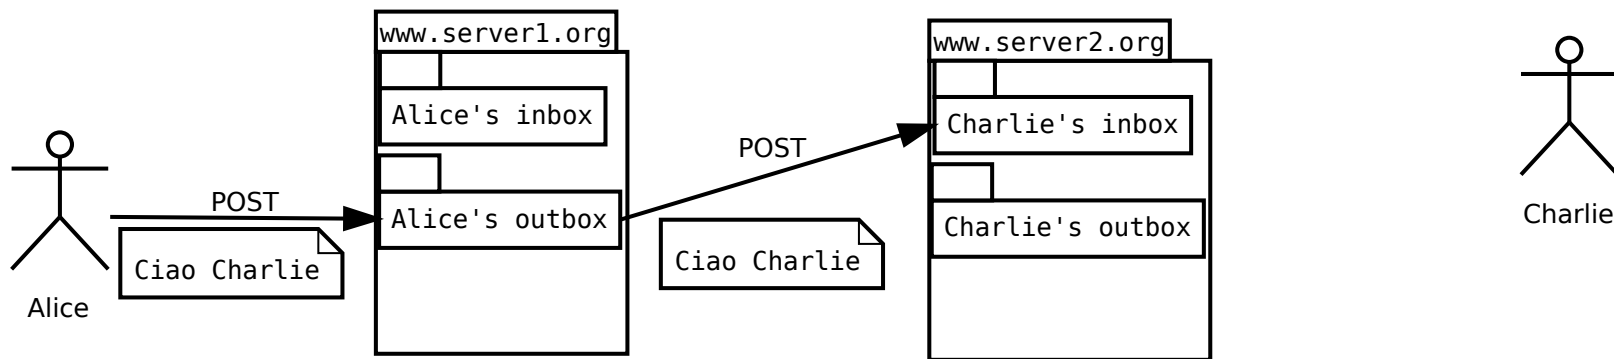 www.server1.org
Alice's inbox
Alice's outbox
POST
Ciao Charlie
Alice
POST
Ciao Charlie
www.server2.org
Charlie's inbox
Charlie's outbox
Charlie